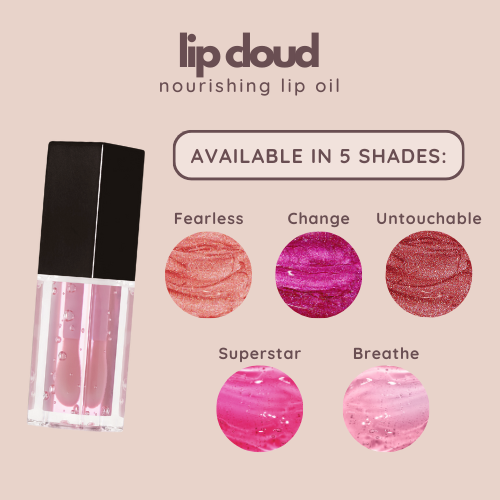 lip cloud
nourishing lip oil
AVAILABLE IN 5 SHADES:
Fearless
Change
Untouchable
Superstar
Breathe